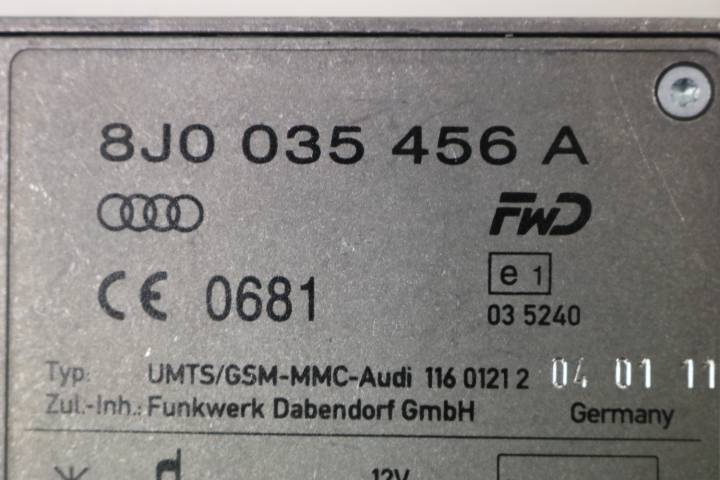 8J0 035 456 A
FWD
CE 0681
e 1
03 5240
Typ: UMTS/GSM-MMC-Audi 116 0121 2 04 01 11
Zul.-Inh.: Funkwerk Dabendorf GmbH Germany
12V